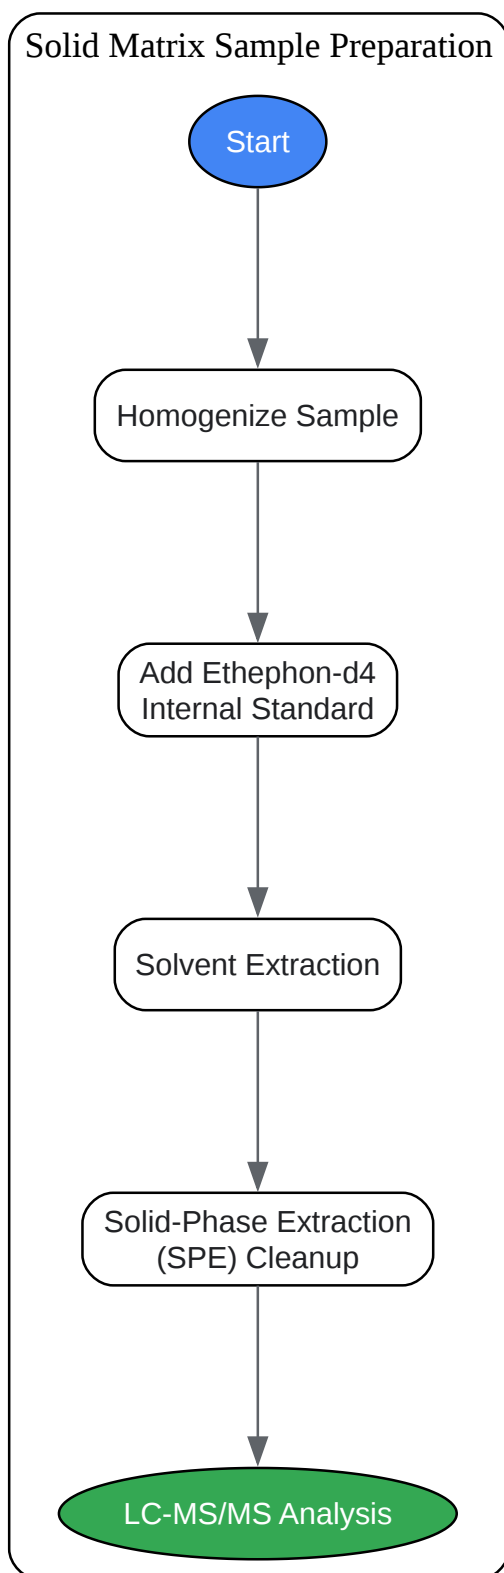 Solid Matrix Sample Preparation
Start
Homogenize Sample
Add Ethephon-d4
Internal Standard
Solvent Extraction
Solid-Phase Extraction
(SPE) Cleanup
LC-MS/MS Analysis